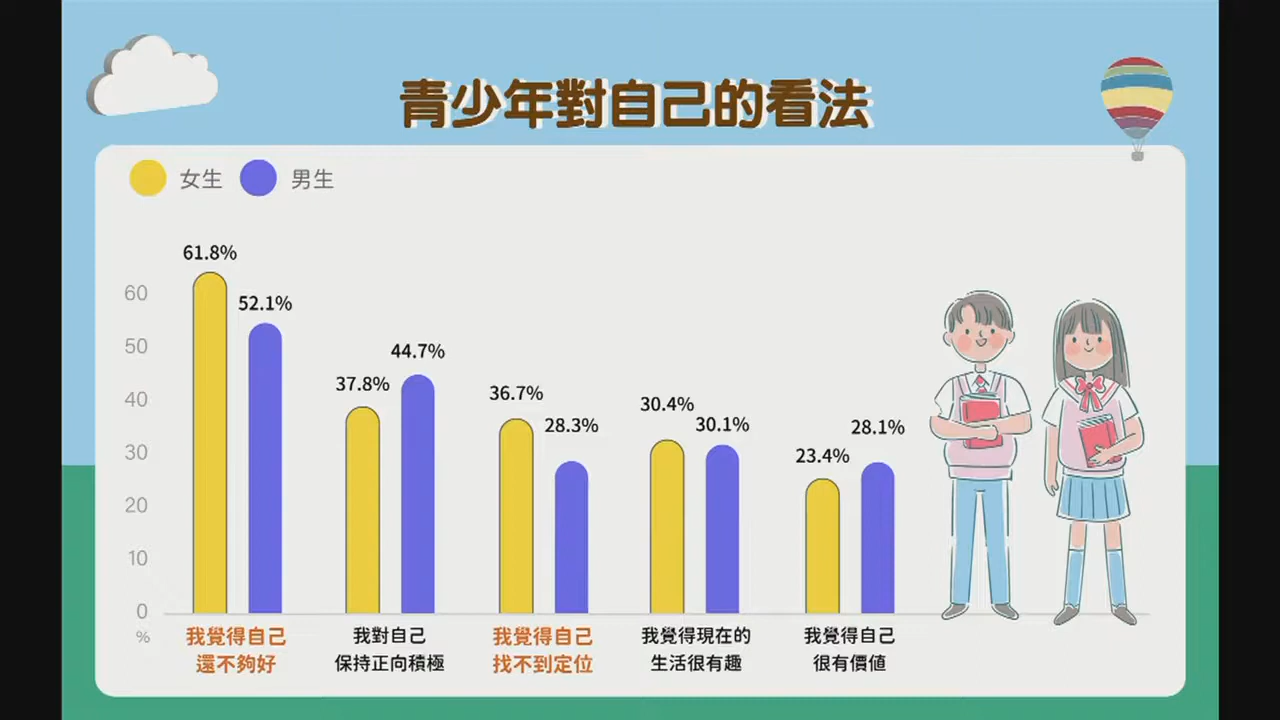 青少年對自己的看法
女生 男生
61.8%
52.1%
37.8%
44.7%
36.7%
28.3%
30.4%
30.1%
23.4%
28.1%
60
50
40
30
20
10
0
%
我覺得自己
還不夠好
我對自己
保持正向積極
我覺得自己
找不到定位
我覺得現在的
生活很有趣
我覺得自己
很有價值